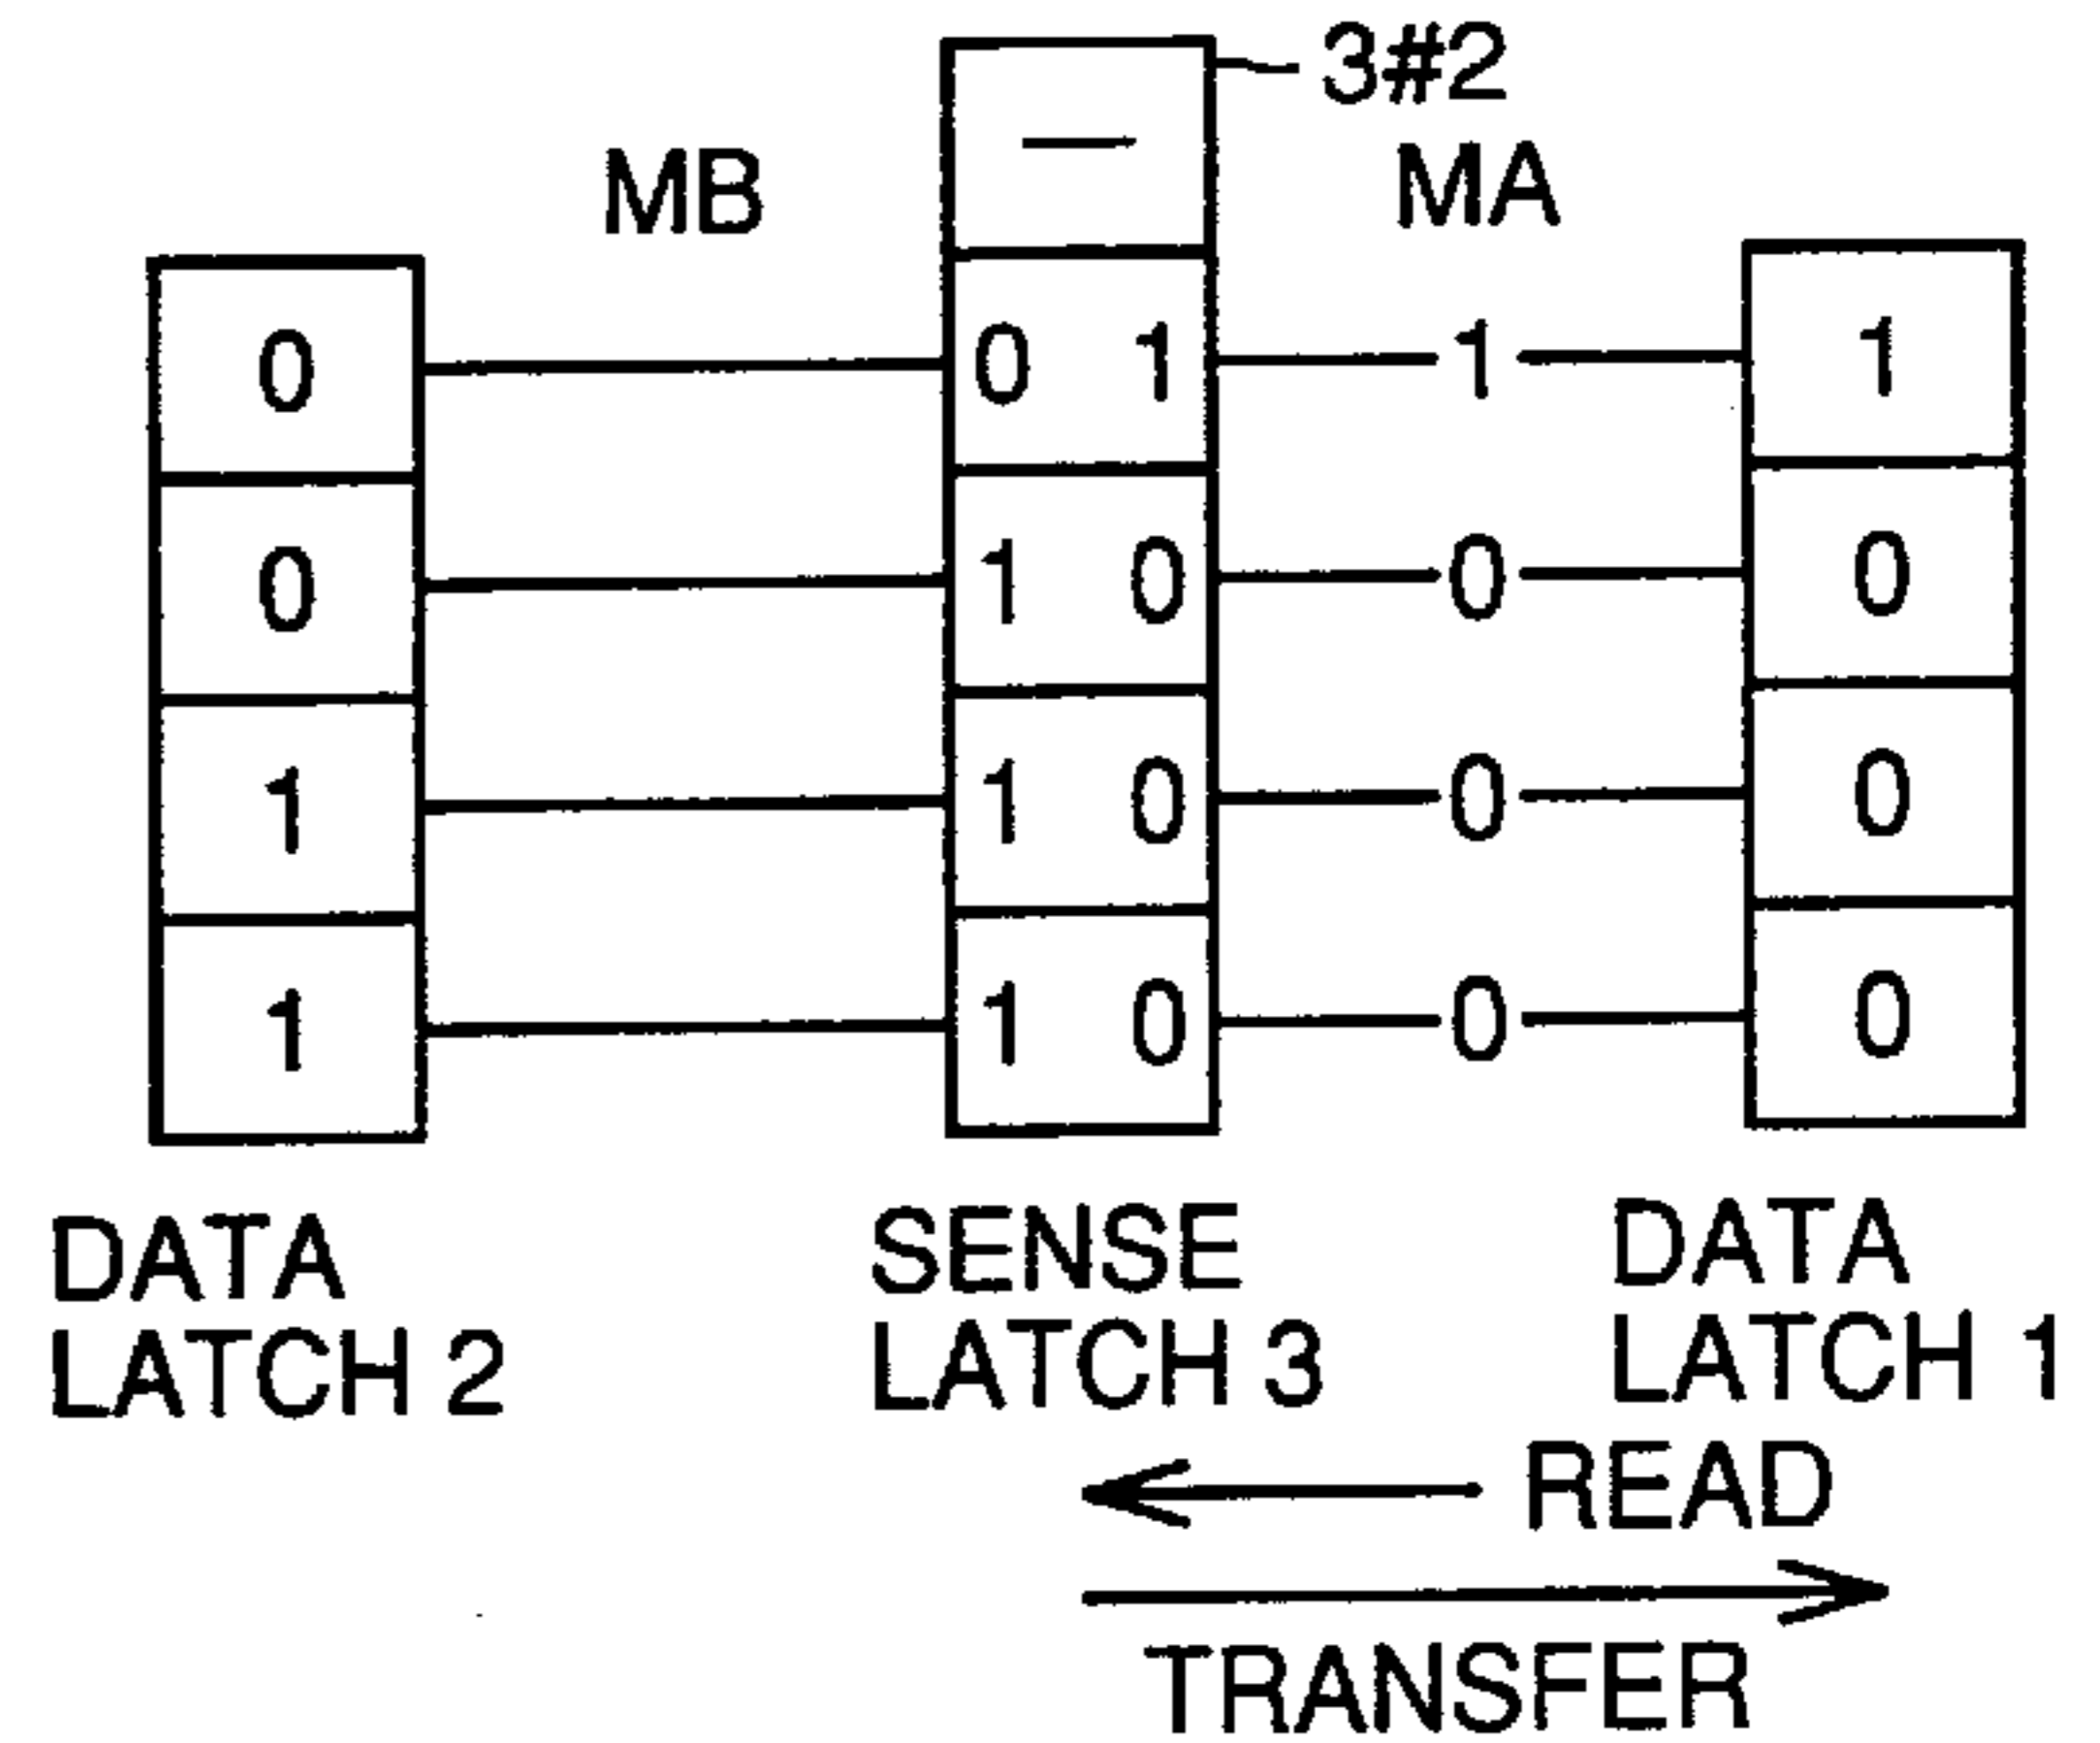 3#2
—
MB MA
0 0 1 1 1
0 1 0 0 0
1 1 0 0 0
1 1 0 0 0
DATA LATCH 2
SENSE LATCH 3
DATA LATCH 1
READ
TRANSFER